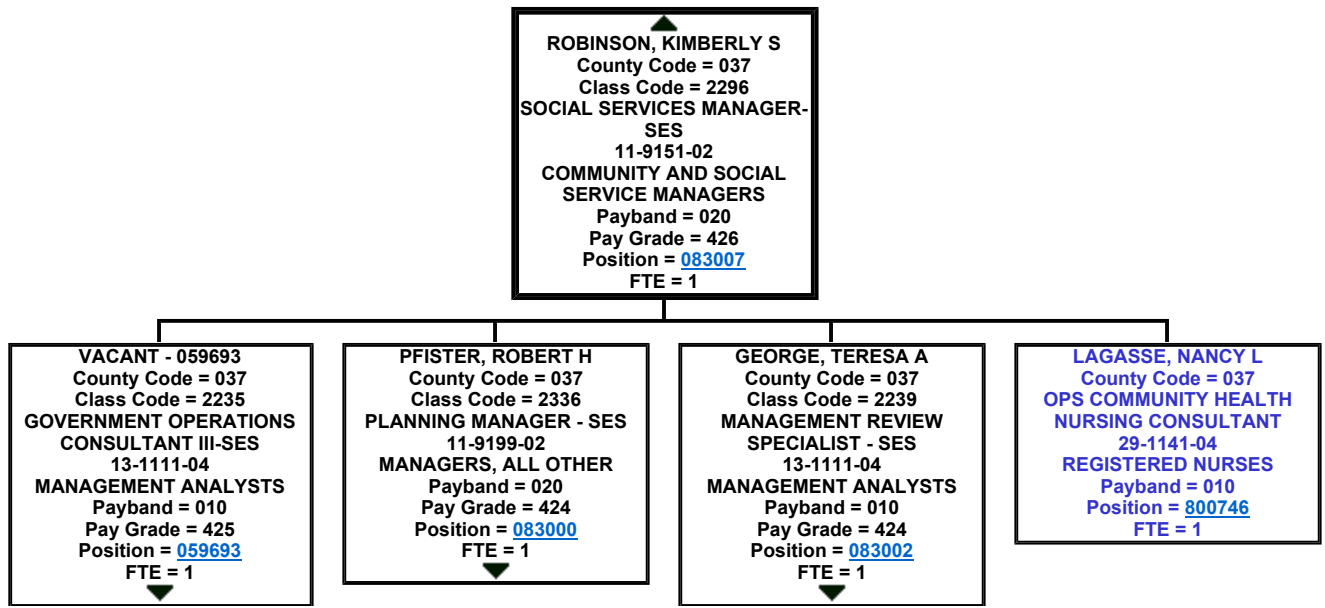 ROBINSON, KIMBERLY S
County Code = 037
Class Code = 2296
SOCIAL SERVICES MANAGER-
SES
11-9151-02
COMMUNITY AND SOCIAL
SERVICE MANAGERS
Payband = 020
Pay Grade = 426
Position = 083007
FTE = 1
VACANT - 059693
County Code = 037
Class Code = 2235
GOVERNMENT OPERATIONS
CONSULTANT III-SES
13-1111-04
MANAGEMENT ANALYSTS
Payband = 010
Pay Grade = 425
Position = 059693
FTE = 1
PFISTER, ROBERT H
County Code = 037
Class Code = 2336
PLANNING MANAGER - SES
11-9199-02
MANAGERS, ALL OTHER
Payband = 020
Pay Grade = 424
Position = 083000
FTE = 1
GEORGE, TERESA A
County Code = 037
Class Code = 2239
MANAGEMENT REVIEW
SPECIALIST - SES
13-1111-04
MANAGEMENT ANALYSTS
Payband = 010
Pay Grade = 424
Position = 083002
FTE = 1
LAGASSE, NANCY L
County Code = 037
OPS COMMUNITY HEALTH
NURSING CONSULTANT
29-1141-04
REGISTERED NURSES
Payband = 010
Position = 800746
FTE = 1